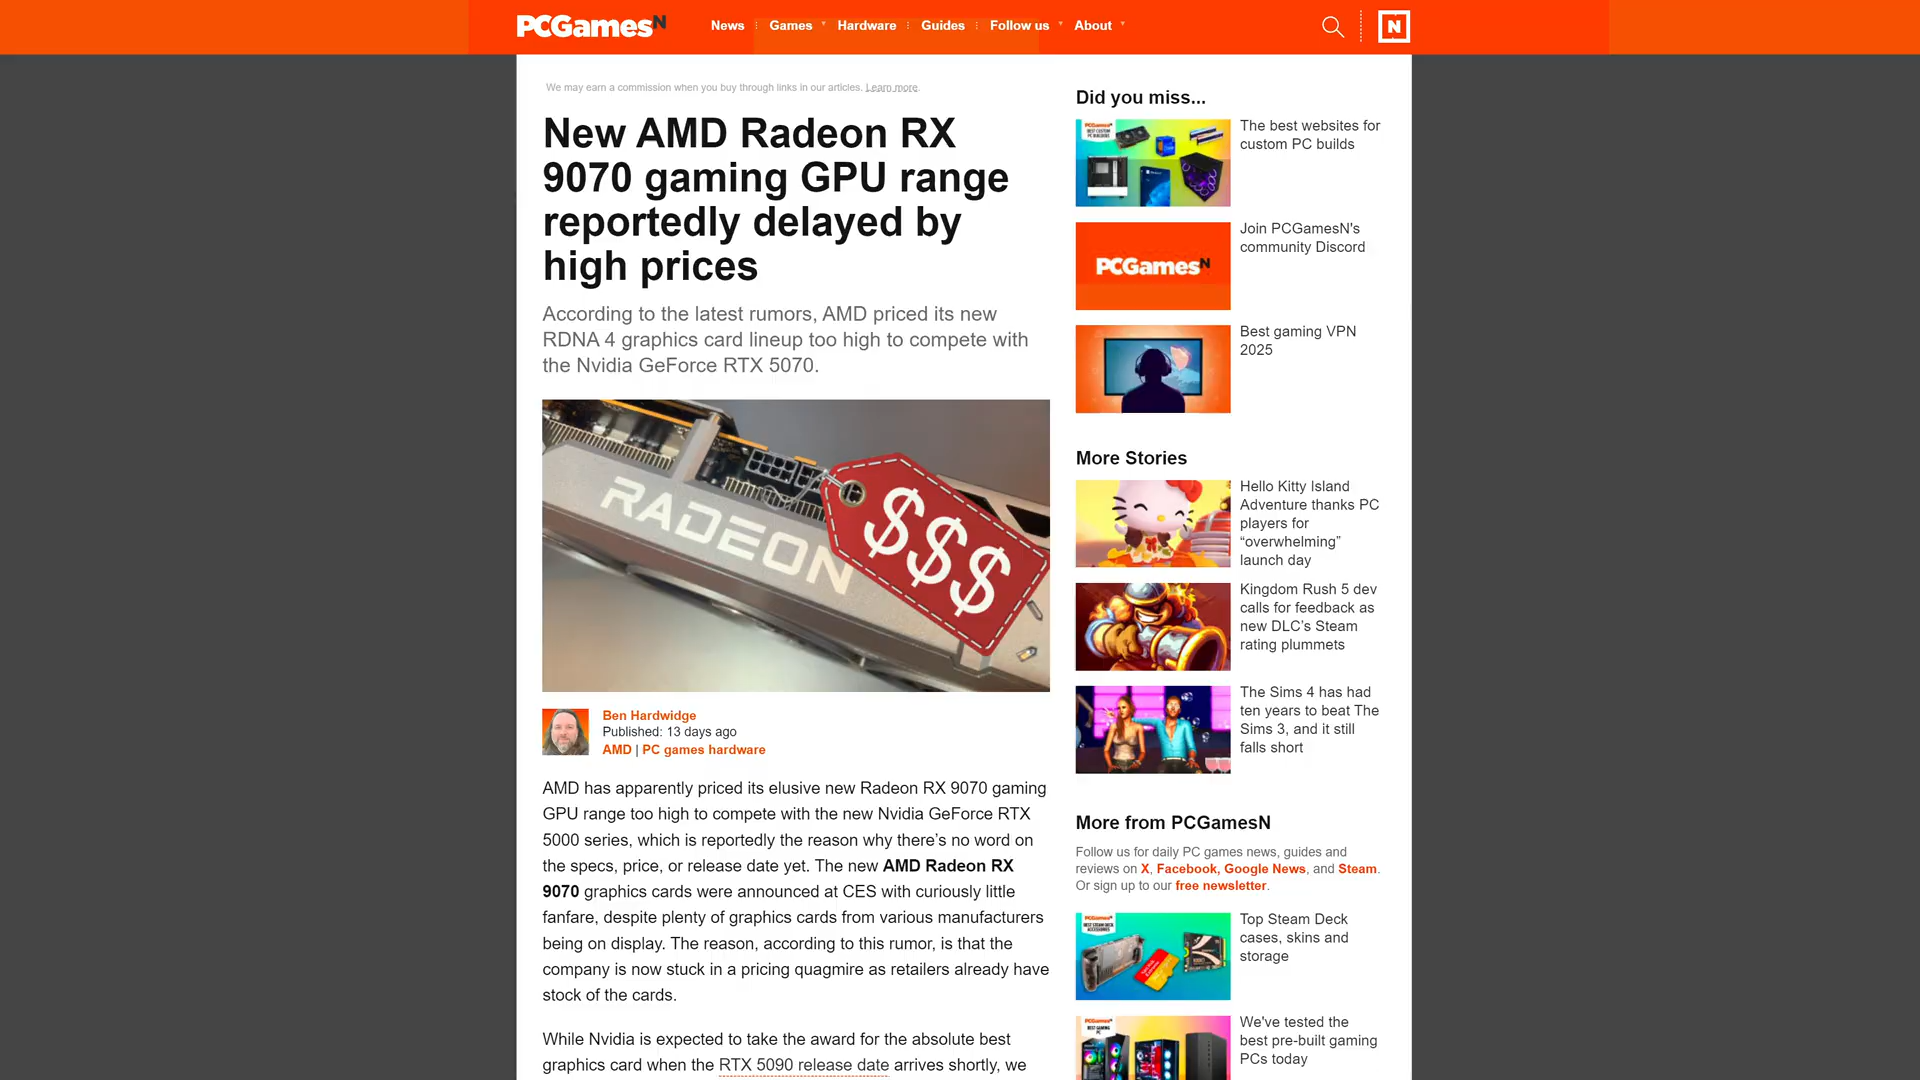 PCGamesN
News
Games
Hardware
Guides
Follow us
About
N
We may earn a commission when you buy through links in our articles. Learn more.
New AMD Radeon RX
9070 gaming GPU range
reportedly delayed by
high prices
According to the latest rumors, AMD priced its new
RDNA 4 graphics card lineup too high to compete with
the Nvidia GeForce RTX 5070.
RADEON
$$$
Ben Hardwidge
Published: 13 days ago
AMD | PC games hardware
AMD has apparently priced its elusive new Radeon RX 9070 gaming
GPU range too high to compete with the new Nvidia GeForce RTX
5000 series, which is reportedly the reason why there’s no word on
the specs, price, or release date yet. The new AMD Radeon RX
9070 graphics cards were announced at CES with curiously little
fanfare, despite plenty of graphics cards from various manufacturers
being on display. The reason, according to this rumor, is that the
company is now stuck in a pricing quagmire as retailers already have
stock of the cards.
While Nvidia is expected to take the award for the absolute best
graphics card when the RTX 5090 release date arrives shortly, we
Did you miss...
The best websites for
custom PC builds
PCGamesN
Join PCGamesN's
community Discord
Best gaming VPN
2025
More Stories
Hello Kitty Island
Adventure thanks PC
players for
“overwhelming”
launch day
Kingdom Rush 5 dev
calls for feedback as
new DLC’s Steam
rating plummets
The Sims 4 has had
ten years to beat The
Sims 3, and it still
falls short
More from PCGamesN
Follow us for daily PC games news, guides and
reviews on X, Facebook, Google News, and Steam.
Or sign up to our free newsletter.
Top Steam Deck
cases, skins and
storage
We've tested the
best pre-built gaming
PCs today